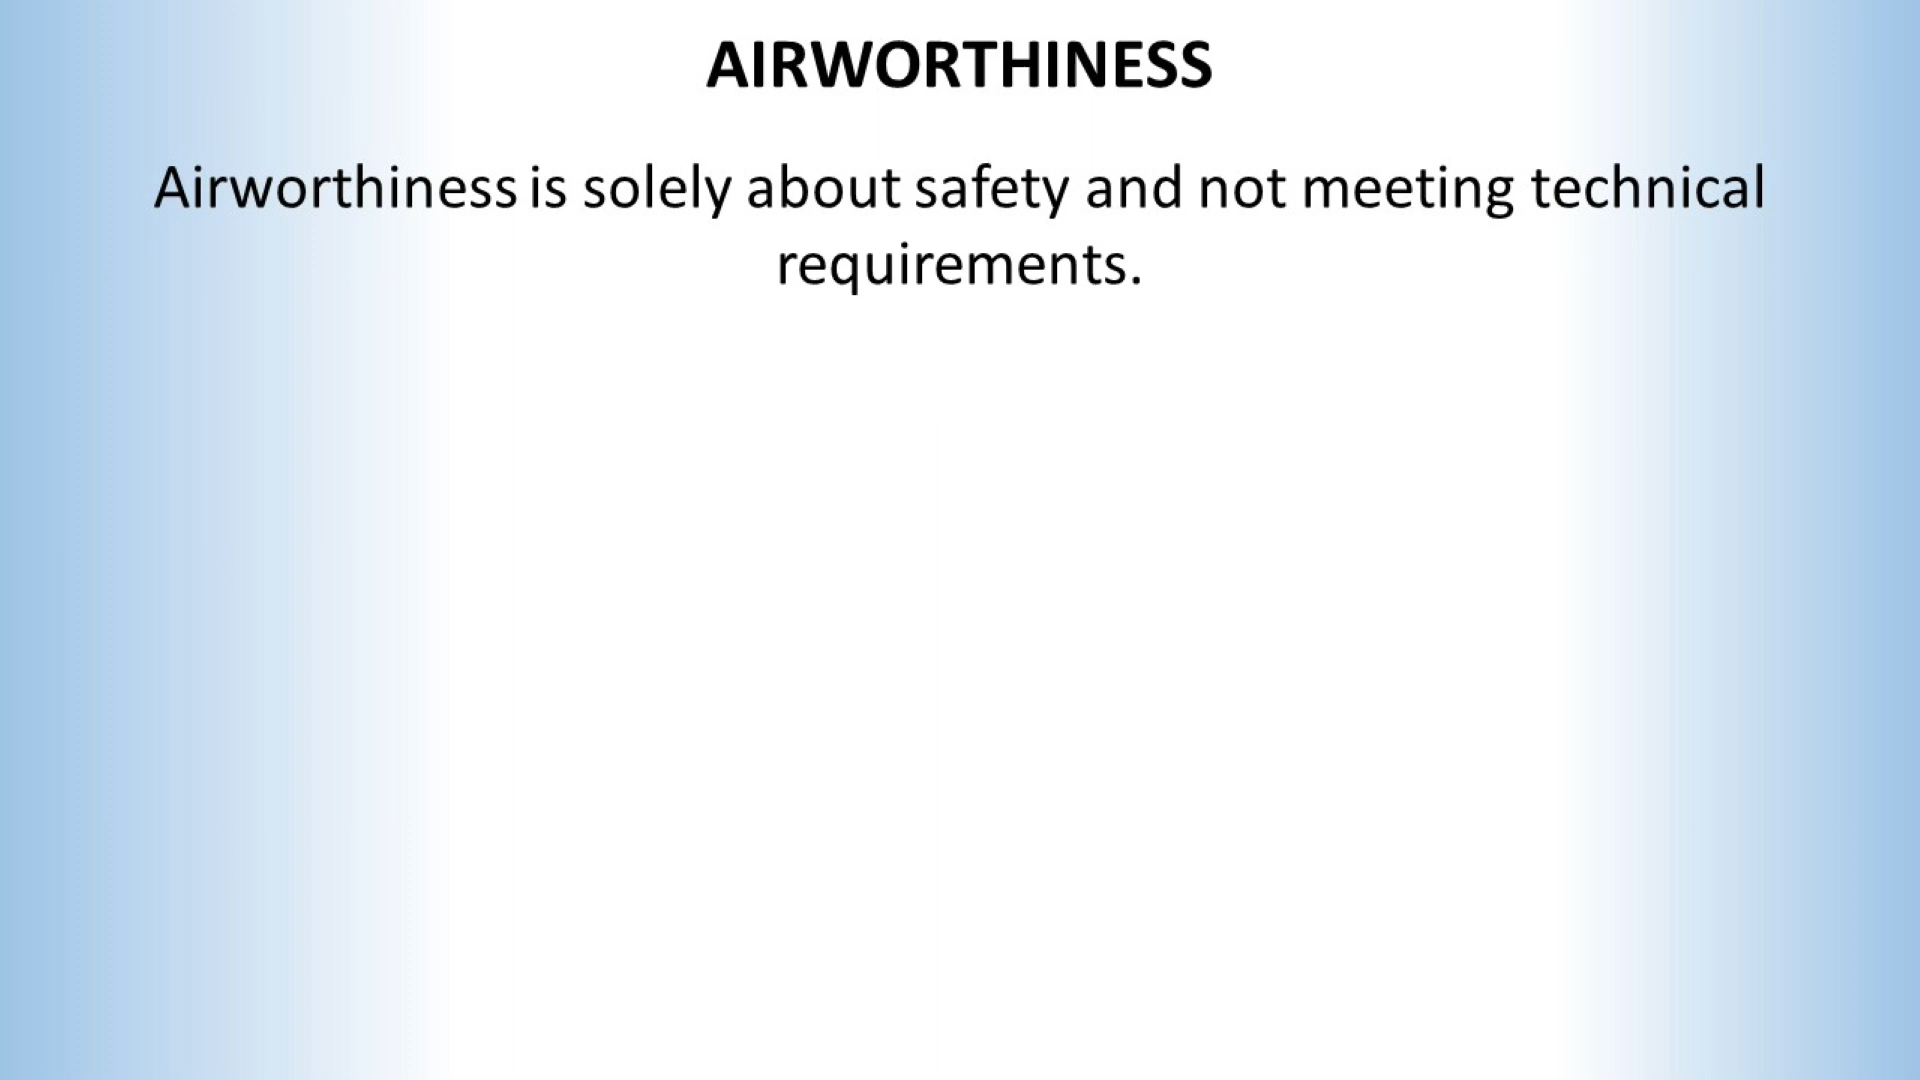 AIRWORTHINESS
Airworthiness is solely about safety and not meeting technical
requirements.